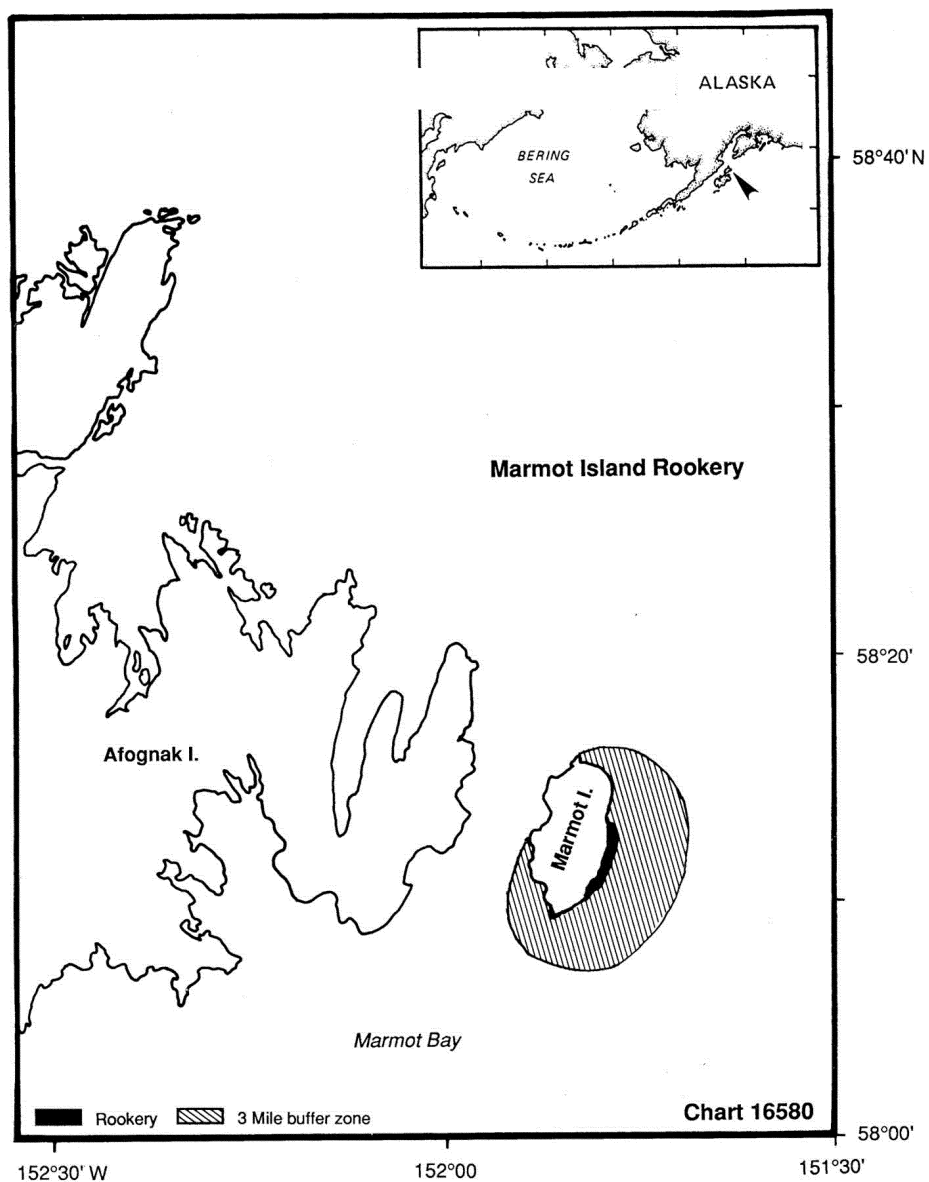 ALASKA
BERING
SEA
58°40' N
Marmot Island Rookery
58°20'
Afognak I.
Marmot I.
Marmot Bay
Rookery
3 Mile buffer zone
Chart 16580
58°00'
152°30' W
152°00
151°30'